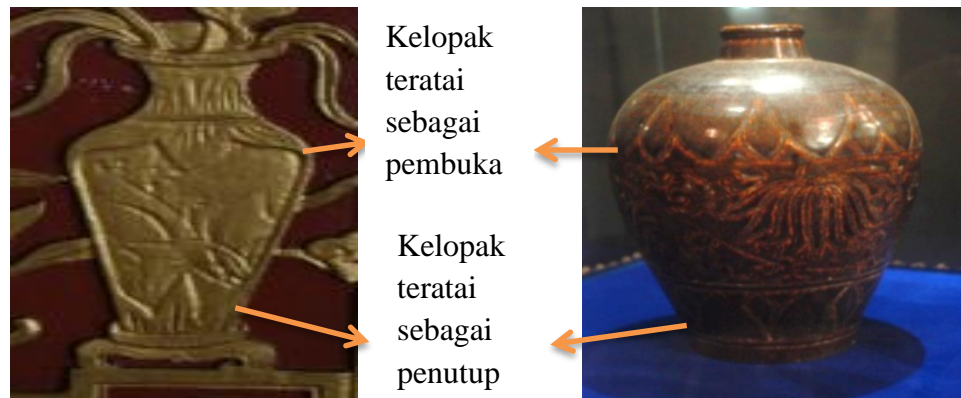 Kelopak
teratai
sebagai
pembuka
Kelopak
teratai
sebagai
penutup